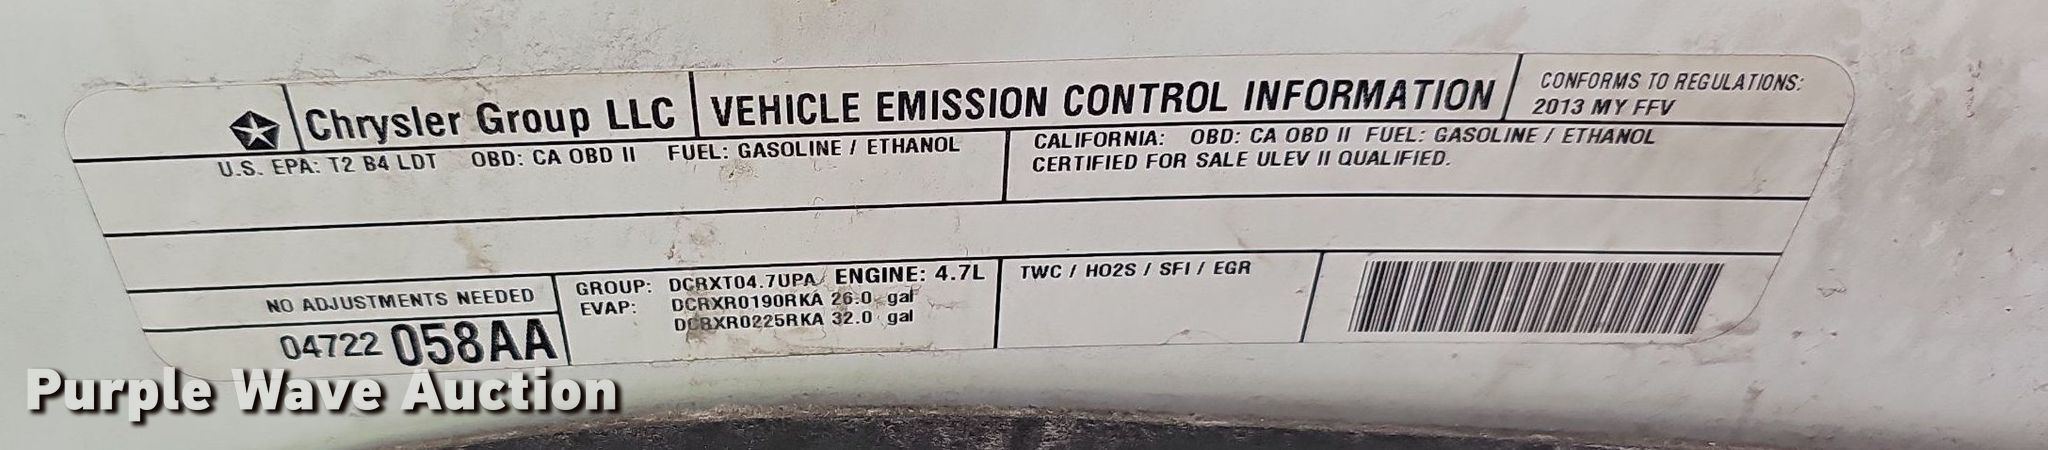 Chrysler Group LLC
VEHICLE EMISSION CONTROL INFORMATION
CONFORMS TO REGULATIONS:
2013 MY FFV
U.S. EPA: T2 B4 LDT OBD: CA OBD II FUEL: GASOLINE / ETHANOL
CALIFORNIA: OBD: CA OBD II FUEL: GASOLINE / ETHANOL
CERTIFIED FOR SALE ULEV II QUALIFIED.
NO ADJUSTMENTS NEEDED
04722 058AA
GROUP: DCRXT04.7UPA ENGINE: 4.7L
EVAP: DCRXR0190RKA 26.0 gal
DCRXR0225RKA 32.0 gal
TWC / HO2S / SFI / EGR
Purple Wave Auction